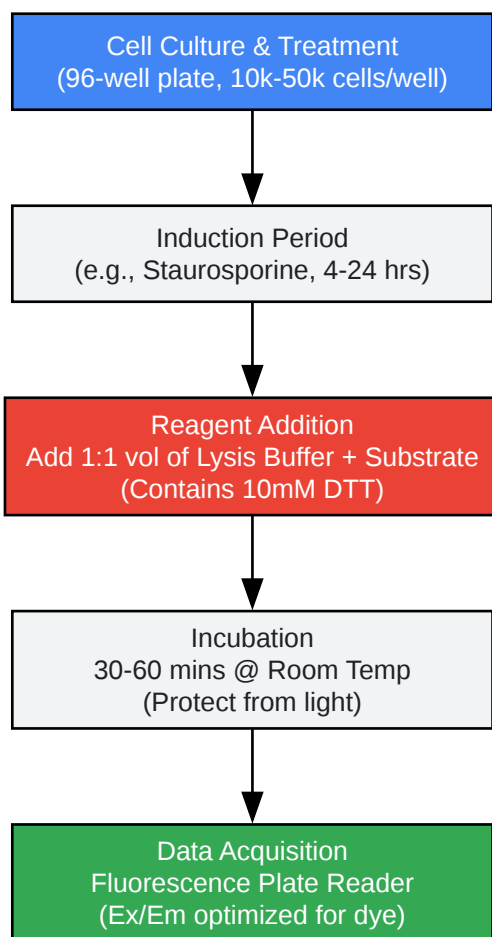 Cell Culture & Treatment
(96-well plate, 10k-50k cells/well)
Induction Period
(e.g., Staurosporine, 4-24 hrs)
Reagent Addition
Add 1:1 vol of Lysis Buffer + Substrate
(Contains 10mM DTT)
Incubation
30-60 mins @ Room Temp
(Protect from light)
Data Acquisition
Fluorescence Plate Reader
(Ex/Em optimized for dye)